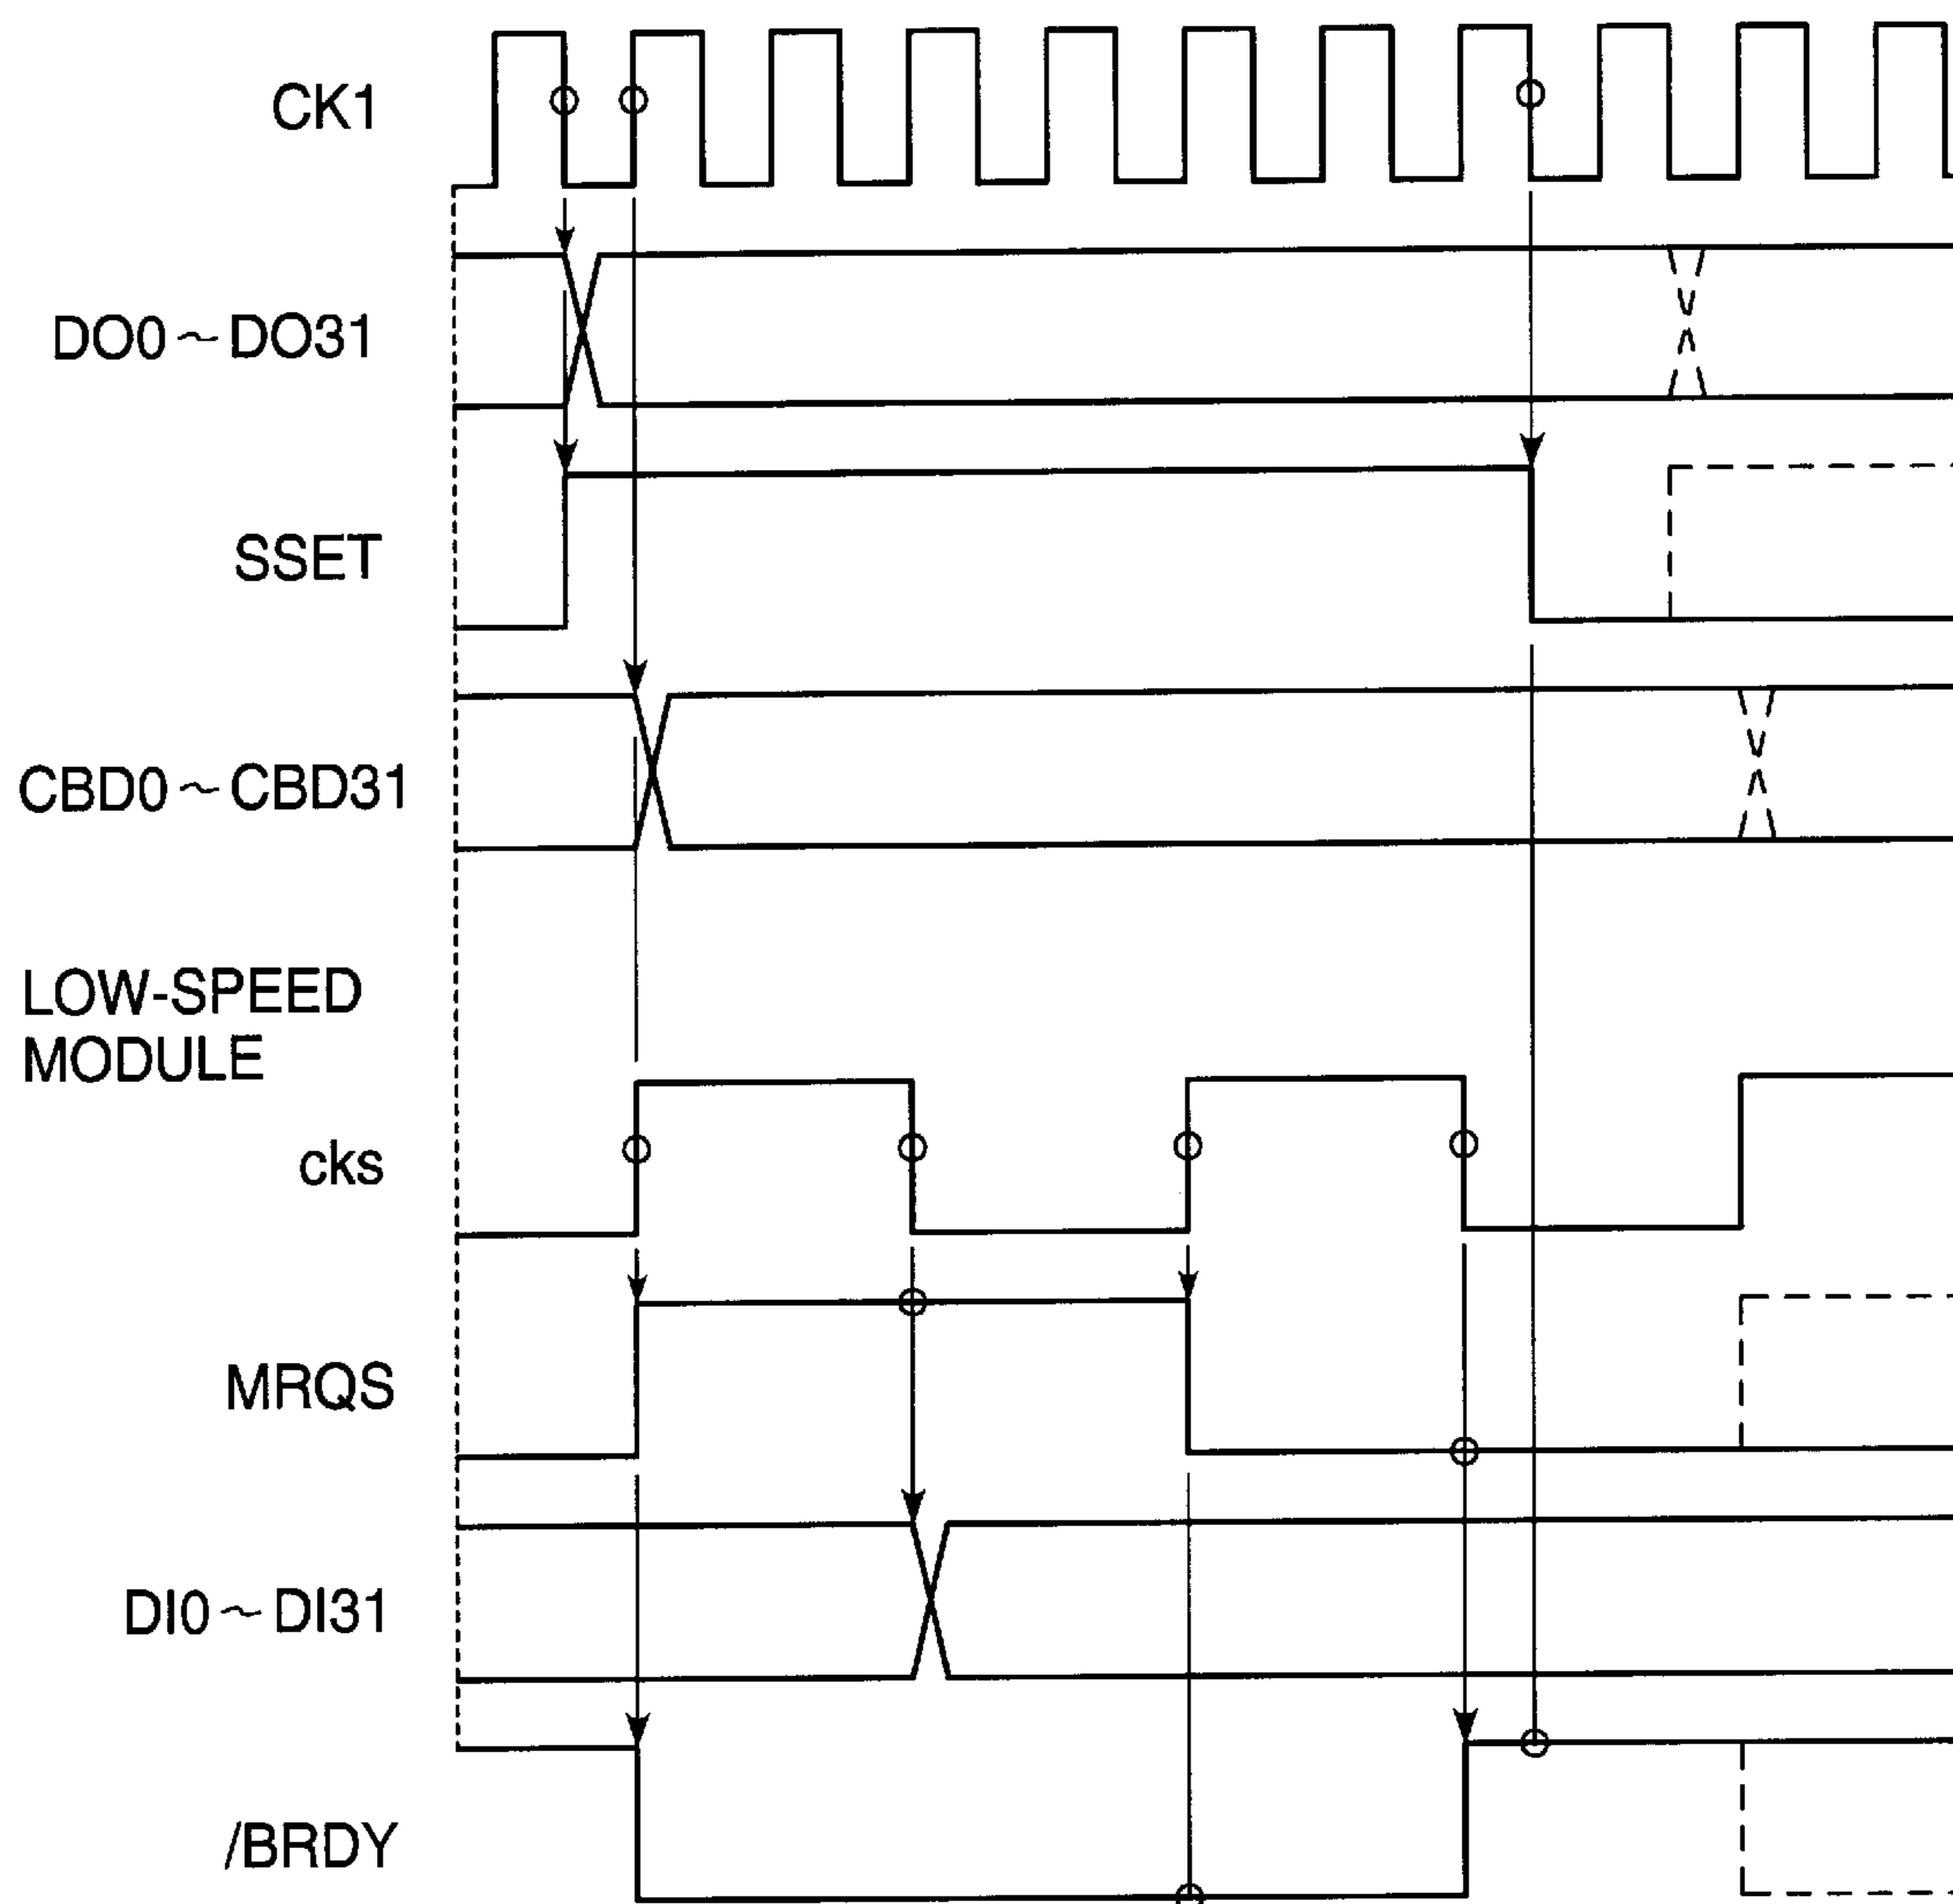 CK1
DO0~DO31
SSET
CBD0~CBD31
LOW-SPEED
MODULE
cks
MRQS
DI0~DI31
/BRDY